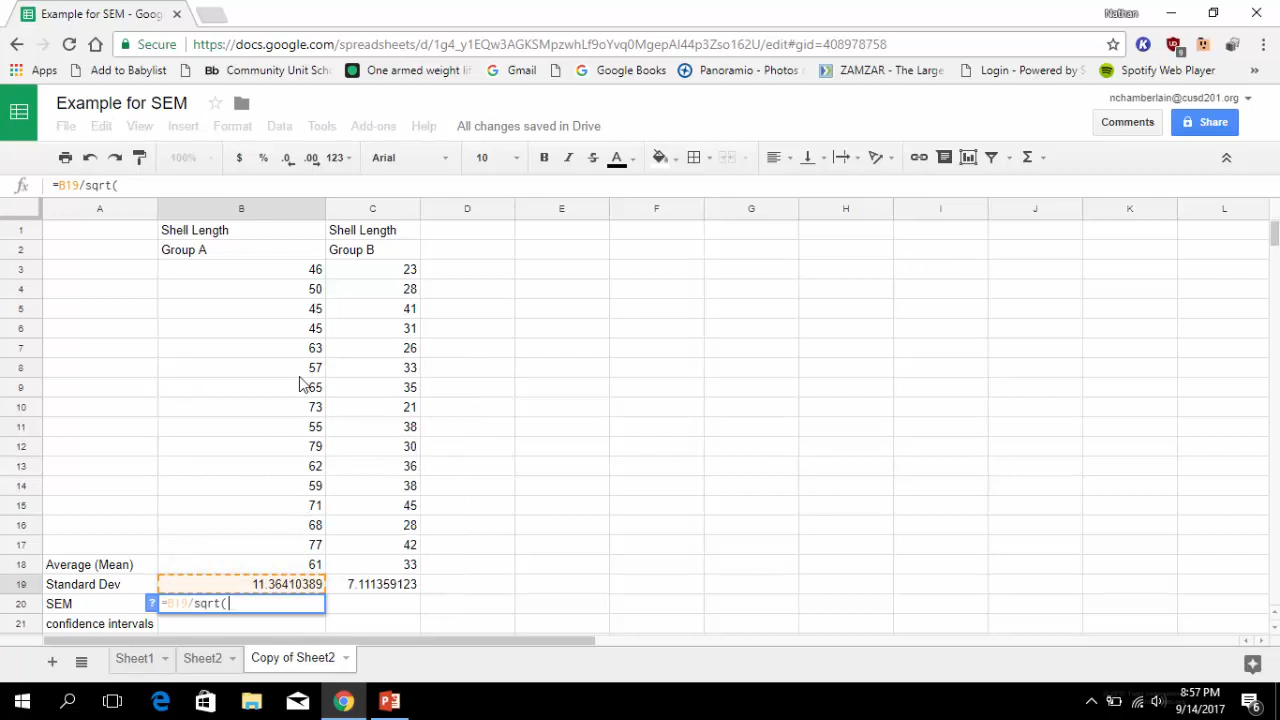 Example for SEM - Goog
Nathan
Secure
https://docs.google.com/spreadsheets/d/1g4_y1EQw3AGKSMpzwhLf9oYvq0MgepAI44p3Zso162U/edit#gid=408978758
9
Apps
Add to Babylist
Bb Community Unit Sch
One armed weight li
Gmail
Google Books
Panoramio - Photos
ZAMZAR - The Large
Login - Powered by S
Spotify Web Player
»
Example for SEM
nchamberlain@cusd201.org
File Edit View Insert Format Data Tools Add-ons Help All changes saved in Drive
Comments
Share
100% $ % .0 .00 123 Arial 10 B I S A Σ
fx =B19/sqrt(
A B C D E F G H I J K L
1 Shell Length Shell Length
2 Group A Group B
3 46 23
4 50 28
5 45 41
6 45 31
7 63 26
8 57 33
9 65 35
10 73 21
11 55 38
12 79 30
13 62 36
14 59 38
15 71 45
16 68 28
17 77 42
18 Average (Mean) 61 33
19 Standard Dev 11.36410389 7.111359123
20 SEM ? =B19/sqrt(
21 confidence intervals
Sheet1
Sheet2
Copy of Sheet2
8:57 PM
9/14/2017
6